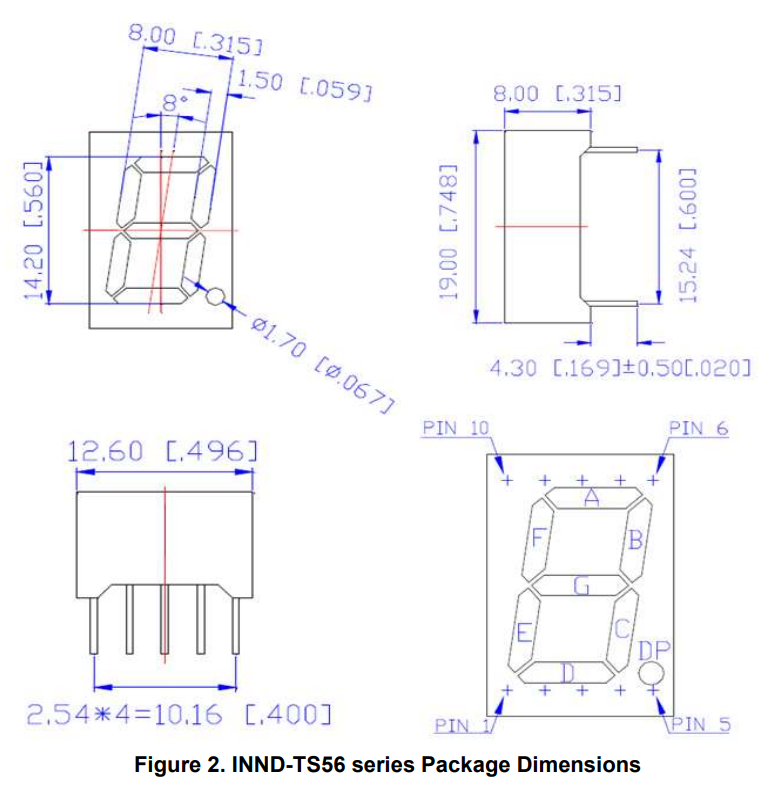 8.00 [.315]
1.50 [.059]
8°
14.20 [.560]
Ø1.70 [Ø.067]
8.00 [.315]
19.00 [.748]
15.24 [.600]
4.30 [.169]±0.50[.020]
12.60 [.496]
2.54*4=10.16 [.400]
PIN 10
PIN 6
A
F
B
G
E
C
DP
D
PIN 1
PIN 5
Figure 2. INND-TS56 series Package Dimensions